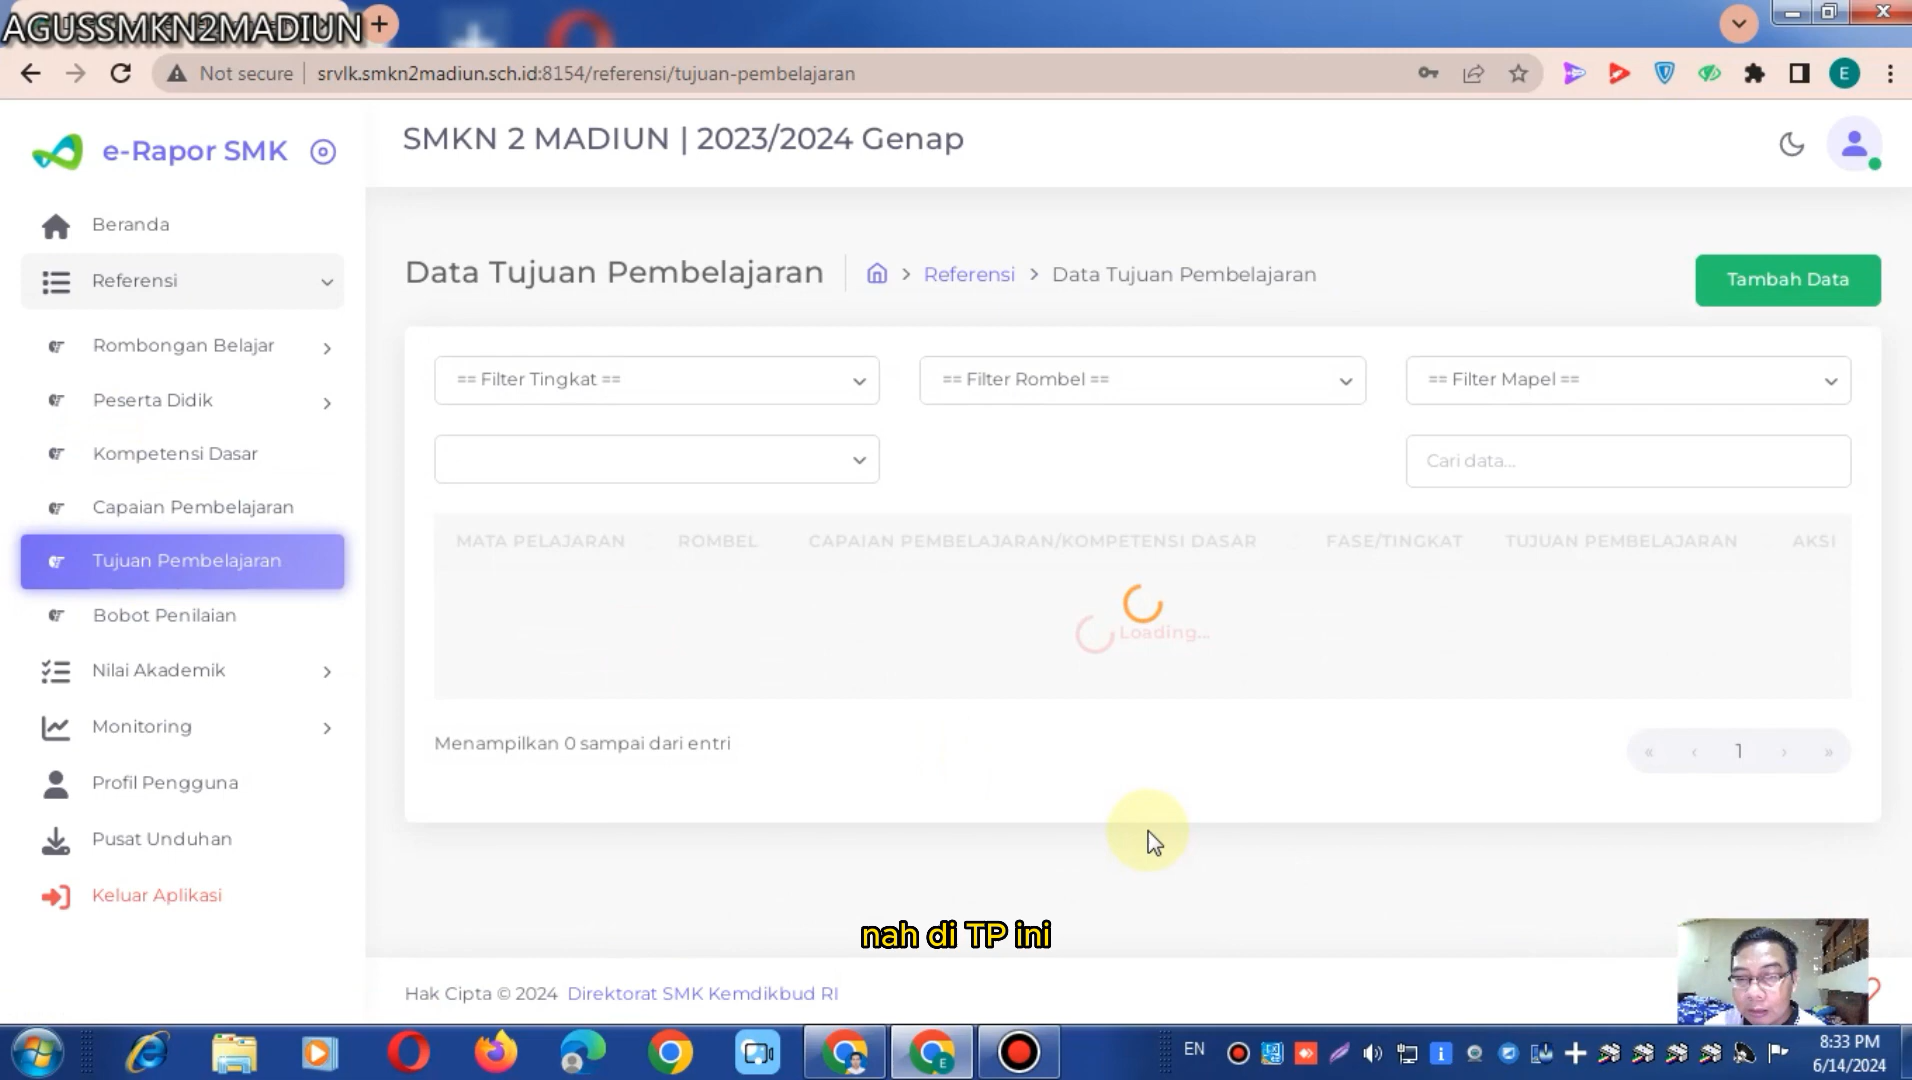 AGUSSMKN2MADIUN
Not secure
srvlk.smkn2madiun.sch.id:8154/referensi/tujuan-pembelajaran
E
e-Rapor SMK
SMKN 2 MADIUN | 2023/2024 Genap
Beranda
Referensi
Rombongan Belajar
Peserta Didik
Kompetensi Dasar
Capaian Pembelajaran
Tujuan Pembelajaran
Bobot Penilaian
Nilai Akademik
Monitoring
Profil Pengguna
Pusat Unduhan
Keluar Aplikasi
Data Tujuan Pembelajaran
> Referensi > Data Tujuan Pembelajaran
Tambah Data
== Filter Tingkat ==
== Filter Rombel ==
== Filter Mapel ==
Cari data...
MATA PELAJARAN ROMBEL CAPAIAN PEMBELAJARAN/KOMPETENSI DASAR FASE/TINGKAT TUJUAN PEMBELAJARAN AKSI
Loading...
Menampilkan 0 sampai dari entri
« ‹ 1 › »
nah di TP ini
Hak Cipta © 2024 Direktorat SMK Kemdikbud RI
EN
8:33 PM
6/14/2024